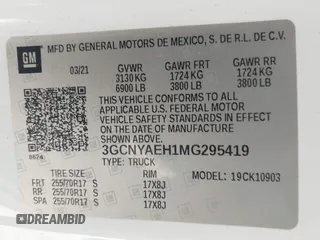 GM
MFD BY GENERAL MOTORS DE MEXICO, S. DE R.L. DE C.V.
03/21 GVWR GAWR FRT GAWR RR
3130 KG 1724 KG 1724 KG
6900 LB 3800 LB 3800 LB
THIS VEHICLE CONFORMS TO ALL
APPLICABLE U.S. FEDERAL MOTOR
VEHICLE SAFETY STANDARDS IN
EFFECT ON THE DATE OF MANUFACTURE
SHOWN ABOVE.
3GCNYAEH1MG295419
TYPE: TRUCK
TIRE SIZE RIM 19CK10903
FRT 255/70R17 S 17X8J
RR 255/70R17 S 17X8J
SPA 255/70R17 S 17X8J
DREAMBID